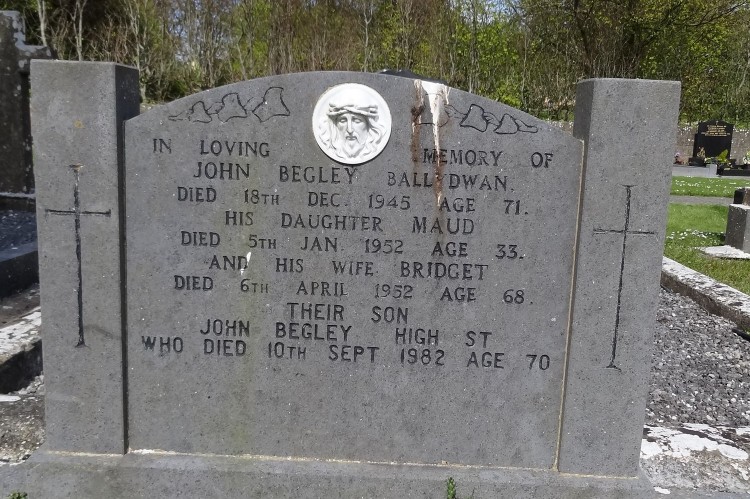 IN LOVING MEMORY OF
JOHN BEGLEY BALLYDWAN.
DIED 18TH DEC. 1945 AGE 71.
HIS DAUGHTER MAUD
DIED 5TH JAN. 1952 AGE 33.
AND HIS WIFE BRIDGET
DIED 6TH APRIL 1952 AGE 68.
THEIR SON
JOHN BEGLEY HIGH ST
WHO DIED 10TH SEPT 1982 AGE 70